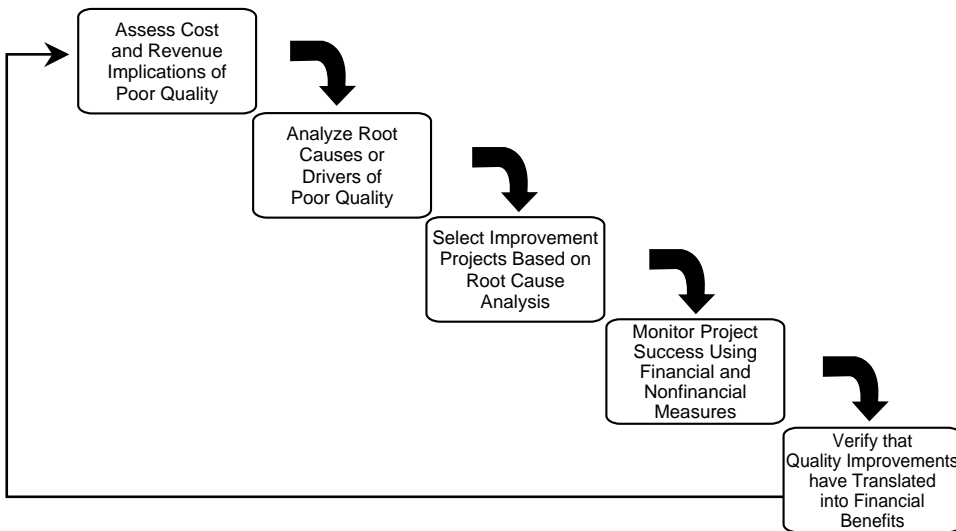 Assess Cost
and Revenue
Implications of
Poor Quality
Analyze Root
Causes or
Drivers of
Poor Quality
Select Improvement
Projects Based on
Root Cause
Analysis
Monitor Project
Success Using
Financial and
Nonfinancial
Measures
Verify that
Quality Improvements
have Translated
into Financial
Benefits